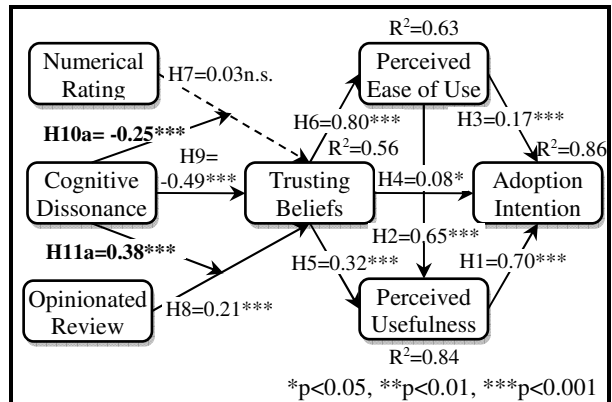 R²=0.63
Numerical
Rating
H7=0.03n.s.
Perceived
Ease of Use
H10a= -0.25***
H6=0.80***
H3=0.17***
R²=0.56
R²=0.86
H9=
-0.49***
Cognitive
Dissonance
Trusting
Beliefs
H4=0.08*
Adoption
Intention
H11a=0.38***
H2=0.65***
H5=0.32***
H1=0.70***
Opinionated
Review
H8=0.21***
Perceived
Usefulness
R²=0.84
*p<0.05, **p<0.01, ***p<0.001